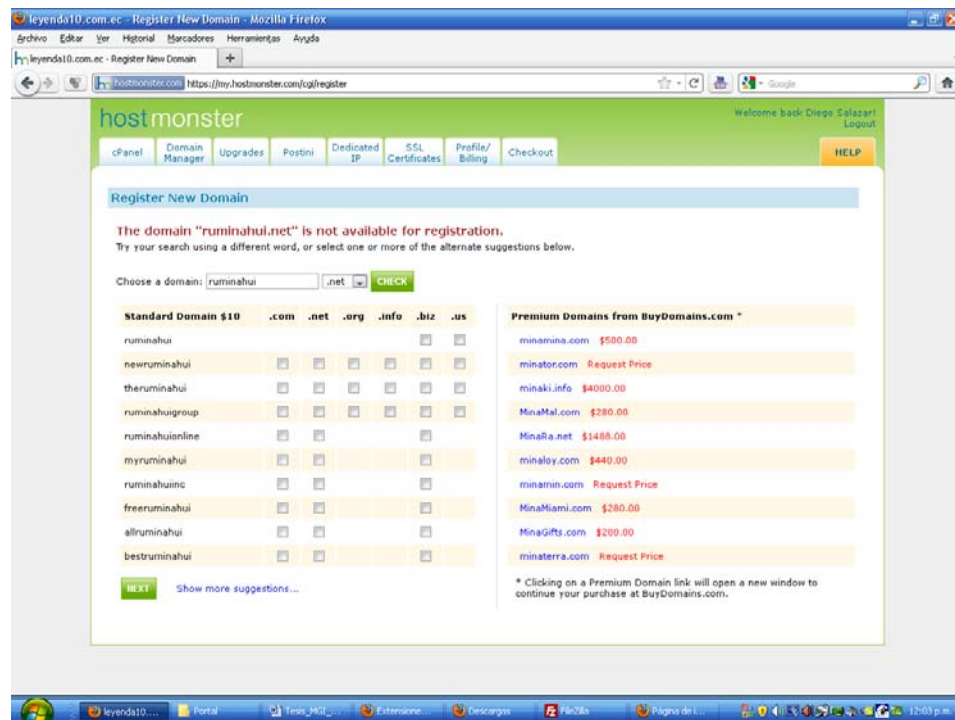 leyenda10.com.ec - Register New Domain - Mozilla Firefox
Archivo Editar Ver Historial Marcadores Herramientas Ayuda
leyenda10.com.ec - Register New Domain
hostmonster.com https://my.hostmonster.com/cgi/register
Google
hostmonster
Welcome back Diego Salazar!
Logout
cPanel Domain Manager Upgrades Postini Dedicated IP SSL Certificates Profile/ Billing Checkout HELP
Register New Domain
The domain "ruminahui.net" is not available for registration.
Try your search using a different word, or select one or more of the alternate suggestions below.
Choose a domain: ruminahui .net CHECK
Standard Domain $10 .com .net .org .info .biz .us
ruminahui
newruminahui
theruminahui
ruminahuigroup
ruminahuionline
myruminahui
ruminahuiinc
freeruminahui
allruminahui
bestruminahui
NEXT Show more suggestions...
Premium Domains from BuyDomains.com *
minamina.com $500.00
minator.com Request Price
minaki.info $4000.00
MinaMal.com $280.00
MinaRa.net $1488.00
minaloy.com $440.00
minamin.com Request Price
MinaMiami.com $280.00
MinaGifts.com $280.00
minaterra.com Request Price
* Clicking on a Premium Domain link will open a new window to
continue your purchase at BuyDomains.com.
leyenda10.... Portal Tesis_MGI_... Extensione... Descargas FileZilla Página de i... 12:03 p.m.